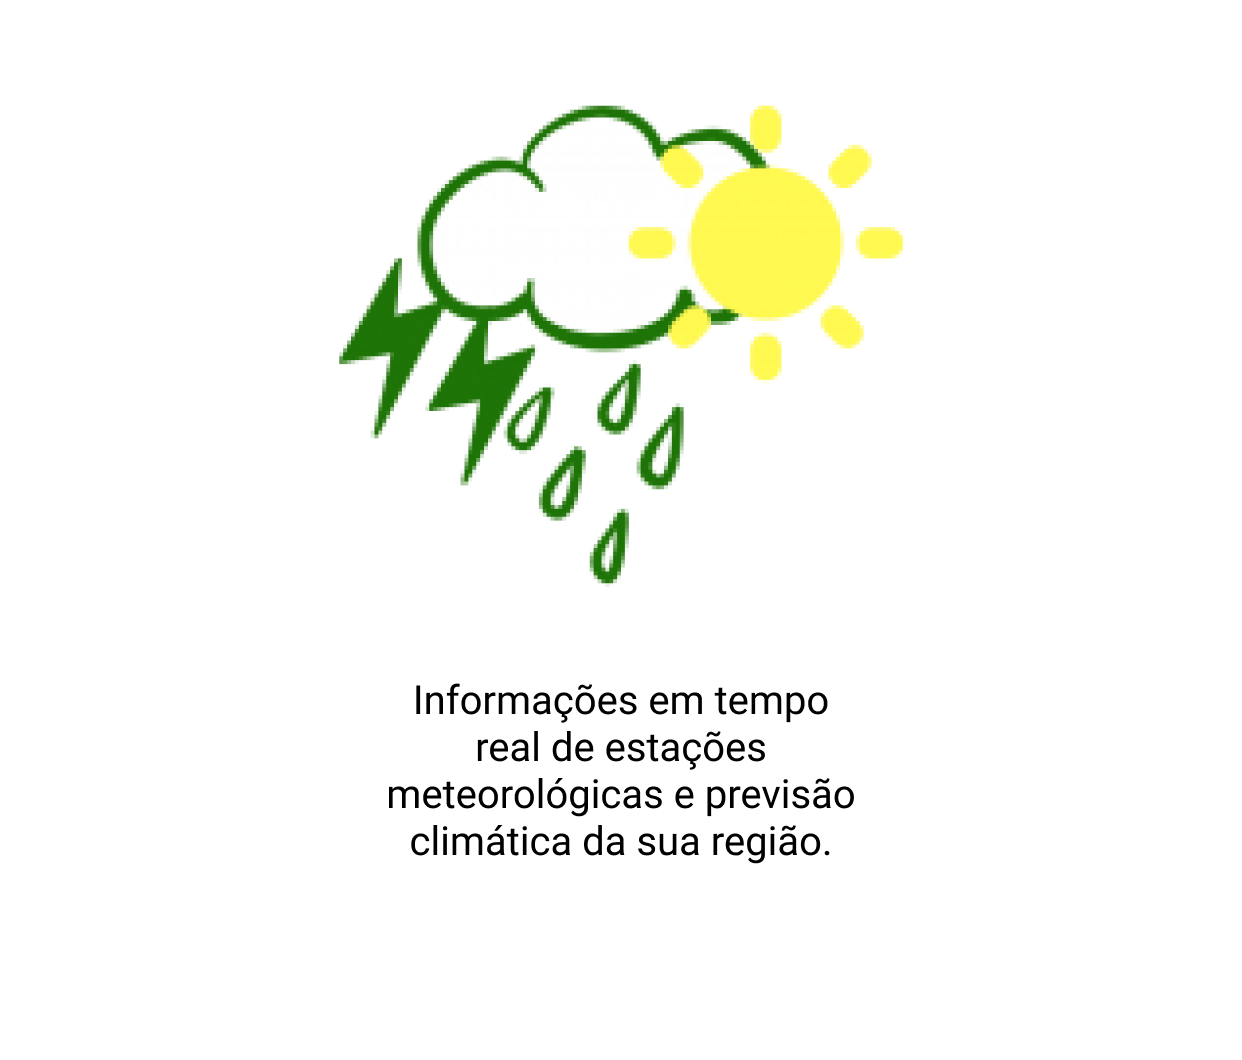 Informações em tempo
real de estações
meteorológicas e previsão
climática da sua região.